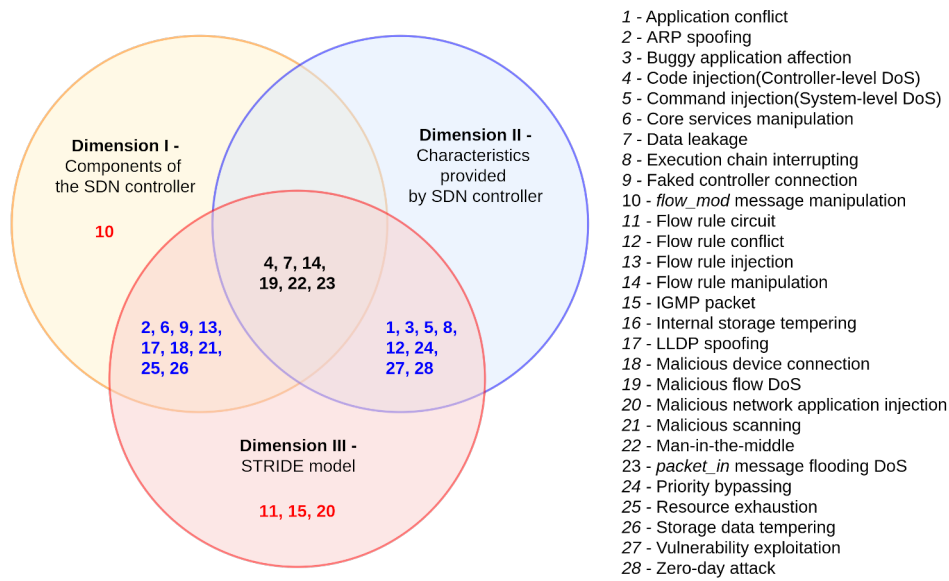 Dimension I -
Components of
the SDN controller
10
Dimension II -
Characteristics
provided
by SDN controller
4, 7, 14,
19, 22, 23
2, 6, 9, 13,
17, 18, 21,
25, 26
1, 3, 5, 8,
12, 24,
27, 28
Dimension III -
STRIDE model
11, 15, 20
1 - Application conflict
2 - ARP spoofing
3 - Buggy application affection
4 - Code injection(Controller-level DoS)
5 - Command injection(System-level DoS)
6 - Core services manipulation
7 - Data leakage
8 - Execution chain interrupting
9 - Faked controller connection
10 - flow_mod message manipulation
11 - Flow rule circuit
12 - Flow rule conflict
13 - Flow rule injection
14 - Flow rule manipulation
15 - IGMP packet
16 - Internal storage tempering
17 - LLDP spoofing
18 - Malicious device connection
19 - Malicious flow DoS
20 - Malicious network application injection
21 - Malicious scanning
22 - Man-in-the-middle
23 - packet_in message flooding DoS
24 - Priority bypassing
25 - Resource exhaustion
26 - Storage data tempering
27 - Vulnerability exploitation
28 - Zero-day attack